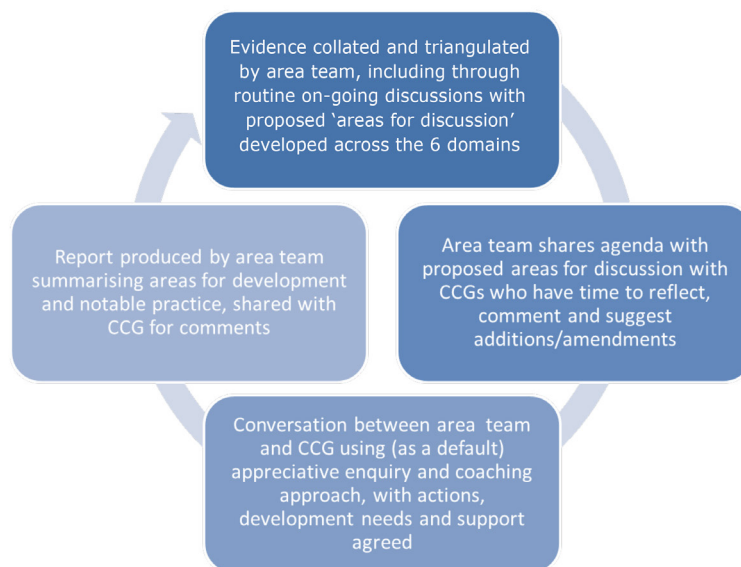 Evidence collated and triangulated
by area team, including through
routine on-going discussions with
proposed ‘areas for discussion’
developed across the 6 domains
Area team shares agenda with
proposed areas for discussion with
CCGs who have time to reflect,
comment and suggest
additions/amendments
Conversation between area team
and CCG using (as a default)
appreciative enquiry and coaching
approach, with actions,
development needs and support
agreed
Report produced by area team
summarising areas for development
and notable practice, shared with
CCG for comments